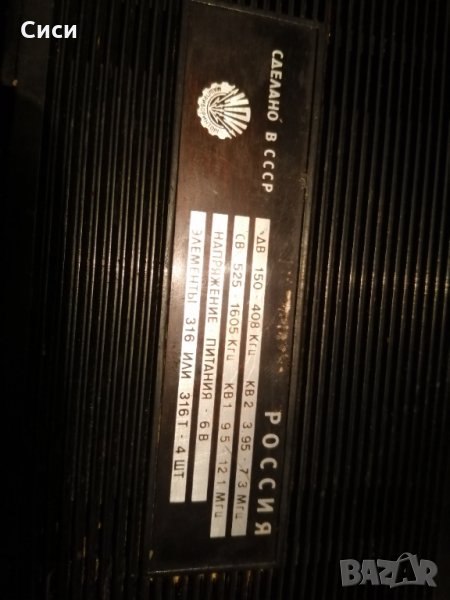 Сиси
СДЕЛАНО В СССР
РОССИЯ
ДВ 150-408 Кгц КВ2 3,95-7,3 Мгц
СВ 525-1605 Кгц КВ1 9,5/12,1 Мгц
НАПРЯЖЕНИЕ ПИТАНИЯ-6В
ЭЛЕМЕНТЫ 316 ИЛИ 316Т-4 ШТ
BAZAR